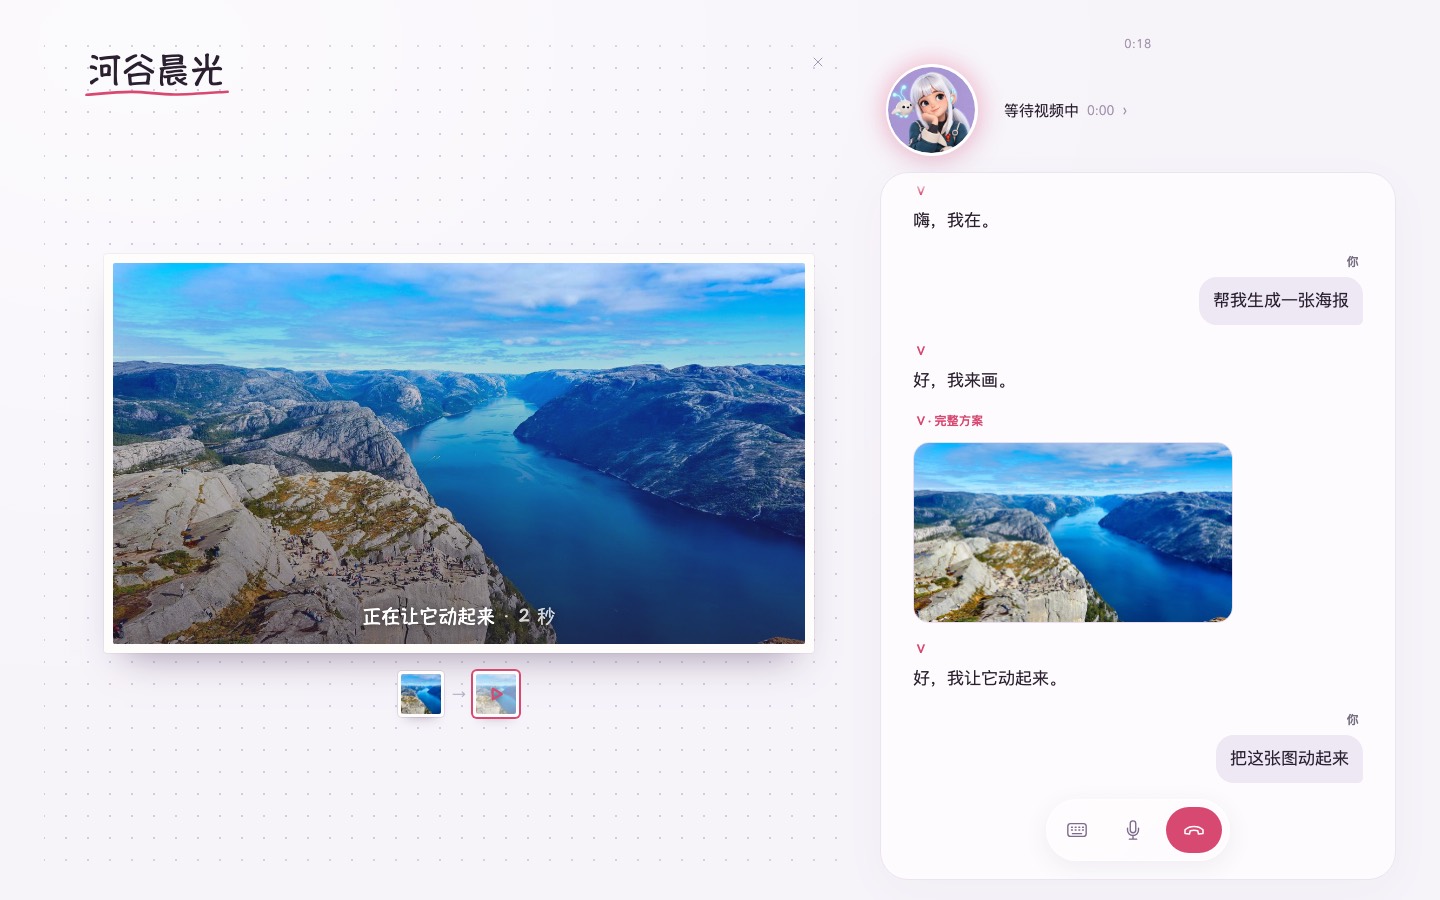 河谷晨光
正在让它动起来 · 2 秒
0:18
等待视频中 0:00 ›
V
嗨，我在。
你
帮我生成一张海报
V
好，我来画。
V · 完整方案
V
好，我让它动起来。
你
把这张图动起来